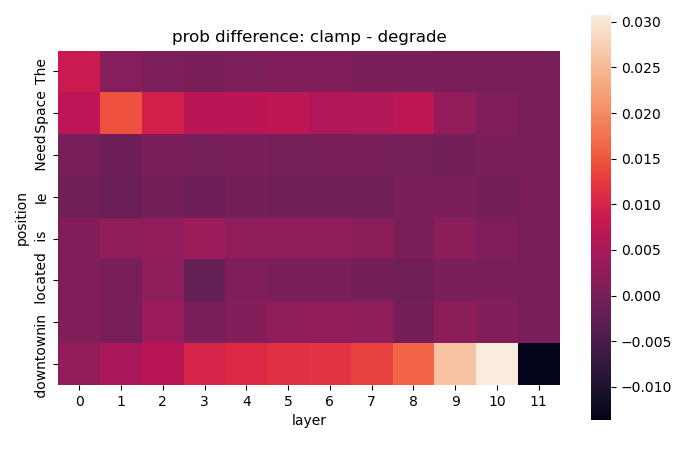 prob difference: clamp - degrade
The
Space
Need
le
is
located
in
downtown
position
0 1 2 3 4 5 6 7 8 9 10 11
layer
0.030
0.025
0.020
0.015
0.010
0.005
0.000
−0.005
−0.010